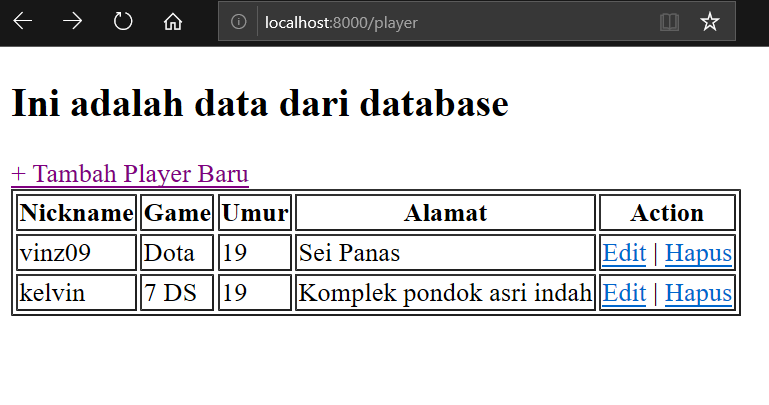 localhost:8000/player
Ini adalah data dari database
+ Tambah Player Baru
Nickname Game Umur Alamat Action
vinz09 Dota 19 Sei Panas Edit | Hapus
kelvin 7 DS 19 Komplek pondok asri indah Edit | Hapus